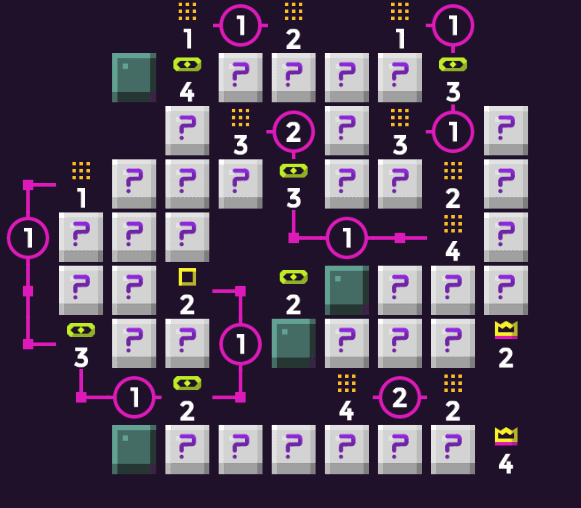 1 1 2 1 1
? 4 ? ? ? ? 3
? 3 2 ? 3 1 ?
1 ? ? ? 3 ? ? 2 ?
1 ? ? ? 1 4 ?
? ? 2 2 ? ? ?
3 ? ? 1 ? ? ? 2
1 2 4 2 2
? ? ? ? ? ? 4